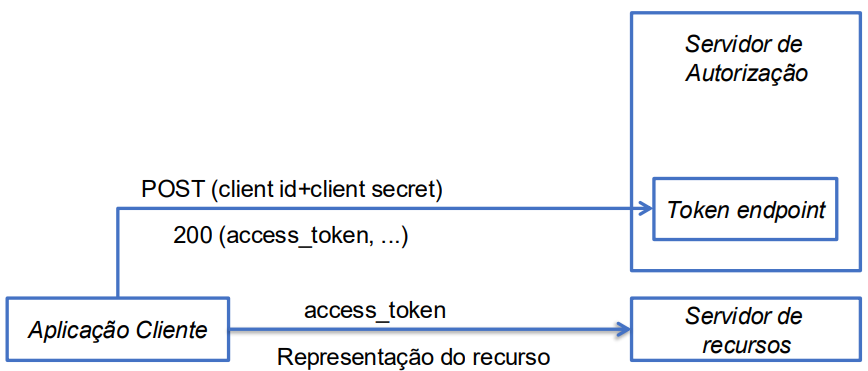 Servidor de
Autorização
POST (client id+client secret)
Token endpoint
200 (access_token, ...)
Aplicação Cliente
access_token
Servidor de
recursos
Representação do recurso